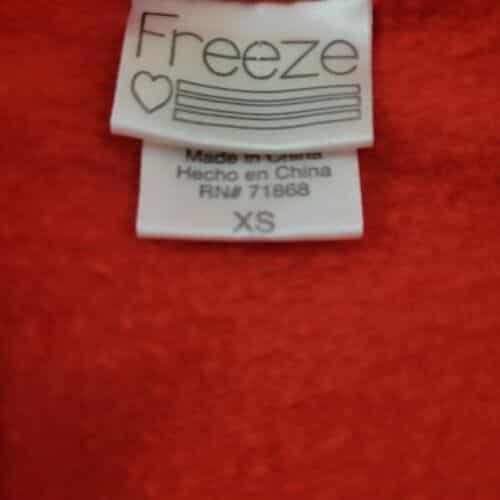 Freeze
Made in China
Hecho en China
RN# 71868
XS